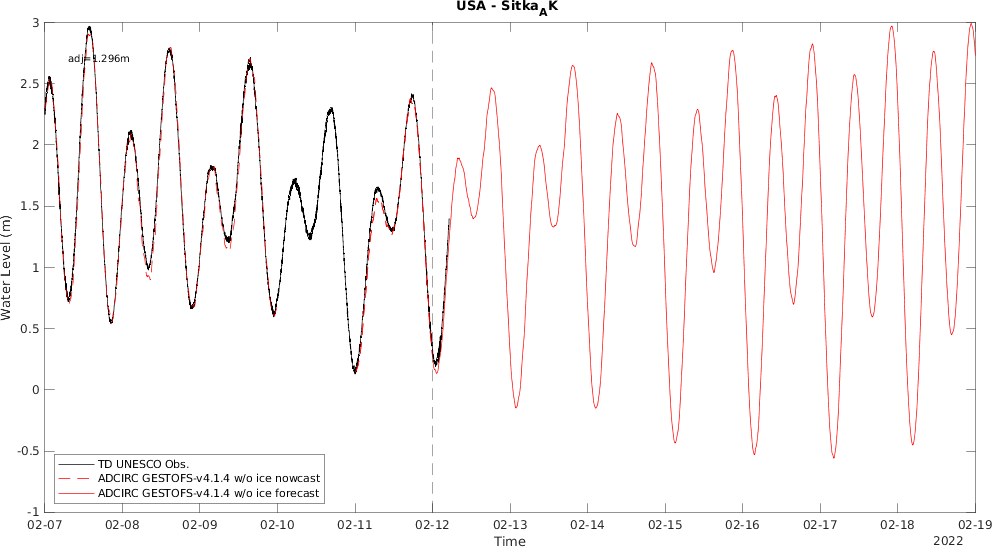 USA - Sitka_AK
3
2.5
2
1.5
1
0.5
0
-0.5
-1
Water Level (m)
adj=1.296m
TD UNESCO Obs.
ADCIRC GESTOFS-v4.1.4 w/o ice nowcast
ADCIRC GESTOFS-v4.1.4 w/o ice forecast
02-07 02-08 02-09 02-10 02-11 02-12 02-13 02-14 02-15 02-16 02-17 02-18 02-19
Time
2022